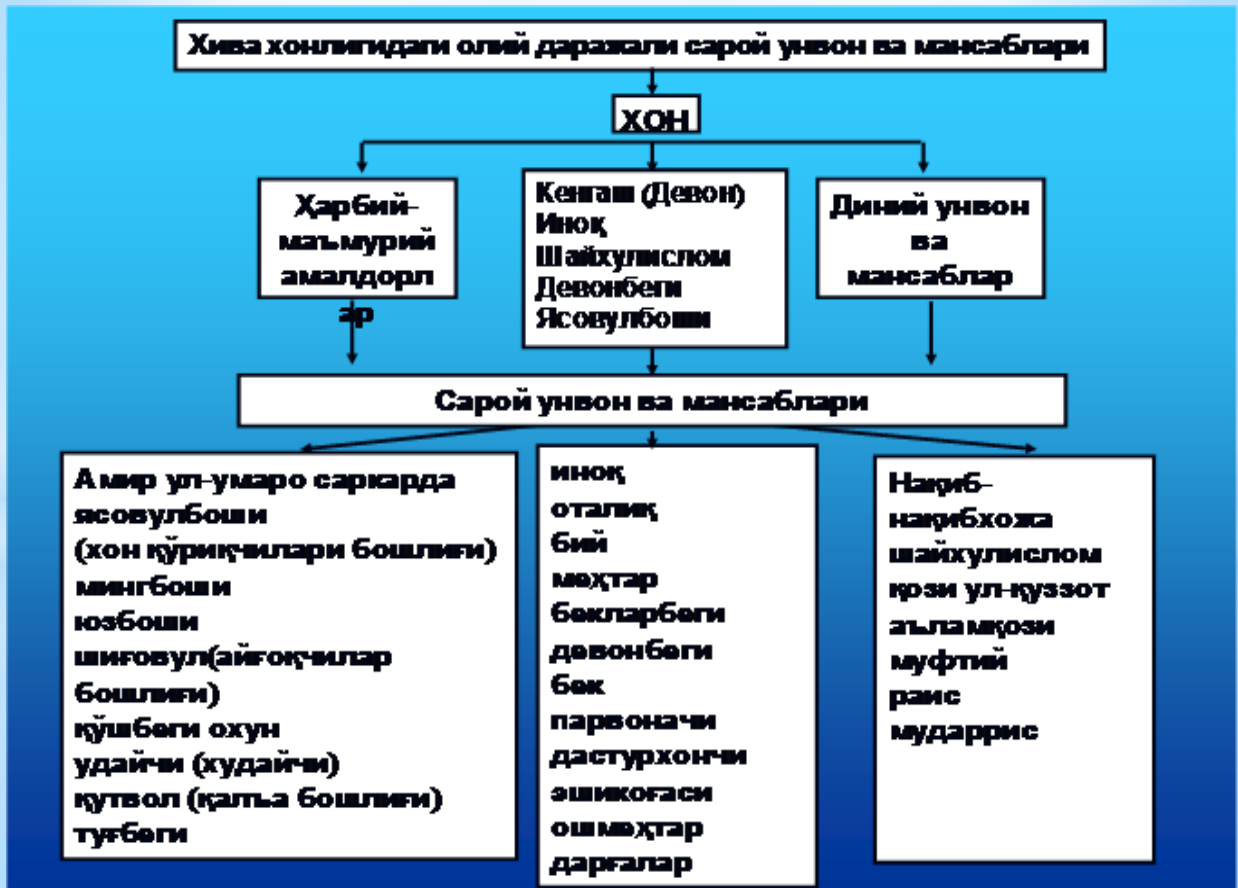 Хива хонлигидаги олий даражали сарой унвон ва мансаблари
ХОН
Ҳарбий-
маъмурий
амалдорл
ар
Кенгаш (Девон)
Иноқ
Шайхулислом
Девонбеги
Ясовулбоши
Диний унвон
ва
мансаблар
Сарой унвон ва мансаблари
Амир ул-умаро саркарда
ясовулбоши
(хон қўриқчилари бошлиғи)
мингбоши
юзбоши
шиғовул(айғоқчилар
бошлиғи)
қўшбеги охун
удайчи (худайчи)
қутвол (қалъа бошлиғи)
туғбеги
иноқ
оталиқ
бий
меҳтар
бекларбеги
девонбеги
бек
парвоначи
дастурхончи
эшикоғаси
ошмеҳтар
дарғалар
Нақиб-
нақибхожа
шайхулислом
қози ул-қуззот
аъламқози
муфтий
раис
мударрис